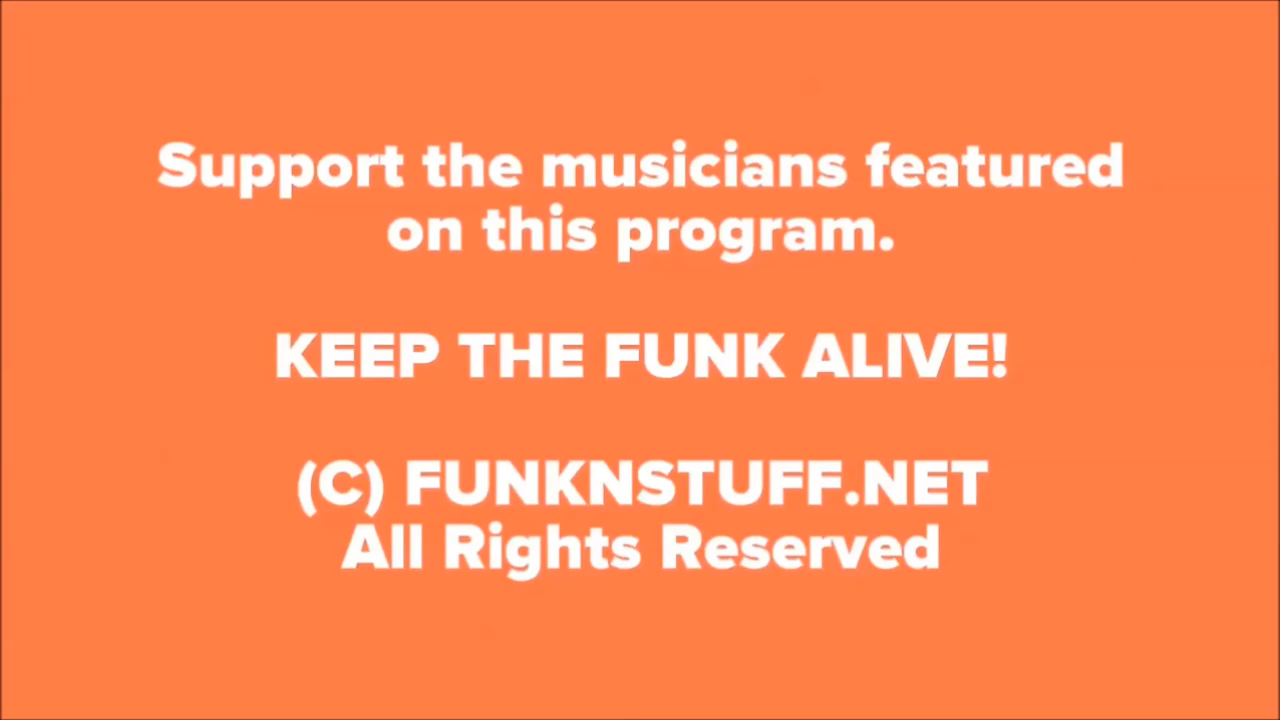 Support the musicians featured
on this program.
KEEP THE FUNK ALIVE!
(C) FUNKNSTUFF.NET
All Rights Reserved